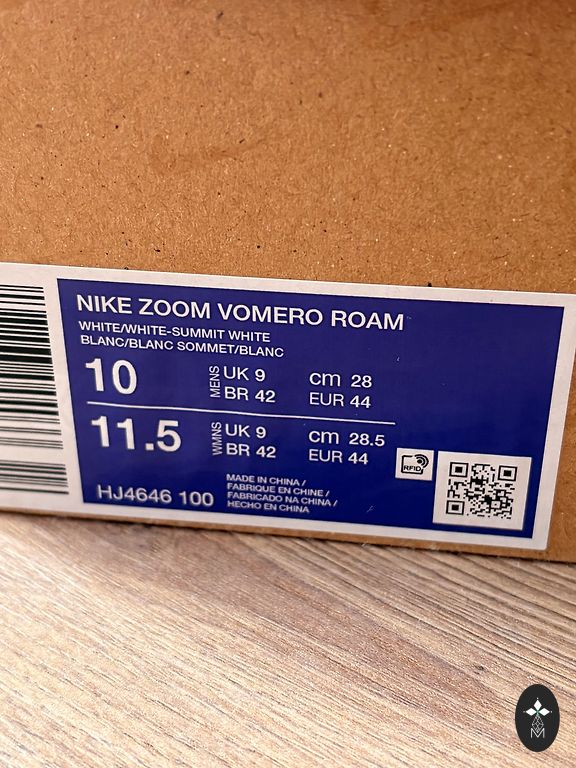 NIKE ZOOM VOMERO ROAM
WHITE/WHITE-SUMMIT WHITE
BLANC/BLANC SOMMET/BLANC
10 MENS UK 9 cm 28
BR 42 EUR 44
11.5 WMNS UK 9 cm 28.5
BR 42 EUR 44
RFID
HJ4646 100
MADE IN CHINA /
FABRIQUE EN CHINE /
FABRICADO NA CHINA /
HECHO EN CHINA
M